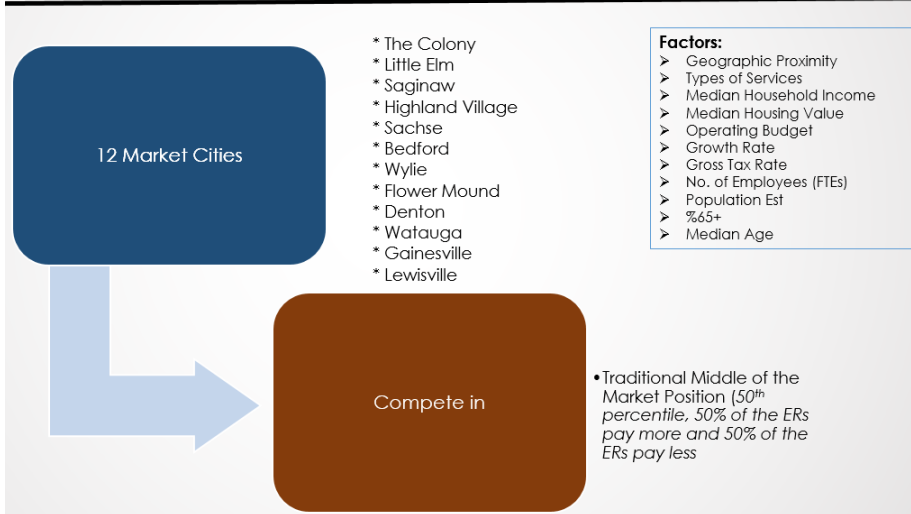 12 Market Cities
* The Colony
* Little Elm
* Saginaw
* Highland Village
* Sachse
* Bedford
* Wylie
* Flower Mound
* Denton
* Watauga
* Gainesville
* Lewisville
Factors:
➢ Geographic Proximity
➢ Types of Services
➢ Median Household Income
➢ Median Housing Value
➢ Operating Budget
➢ Growth Rate
➢ Gross Tax Rate
➢ No. of Employees (FTEs)
➢ Population Est
➢ %65+
➢ Median Age
Compete in
•Traditional Middle of the
Market Position (50th
percentile, 50% of the ERs
pay more and 50% of the
ERs pay less